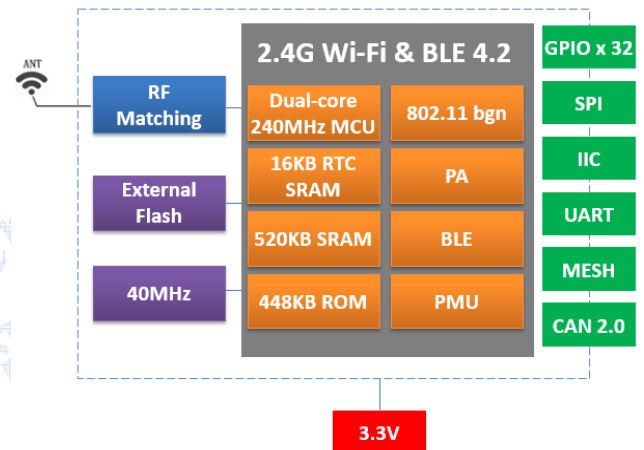 2.4G Wi-Fi & BLE 4.2
GPIO x 32
ANT
RF
Matching
Dual-core
240MHz MCU
802.11 bgn
SPI
16KB RTC
SRAM
PA
IIC
External
Flash
520KB SRAM
BLE
UART
40MHz
448KB ROM
PMU
MESH
CAN 2.0
3.3V